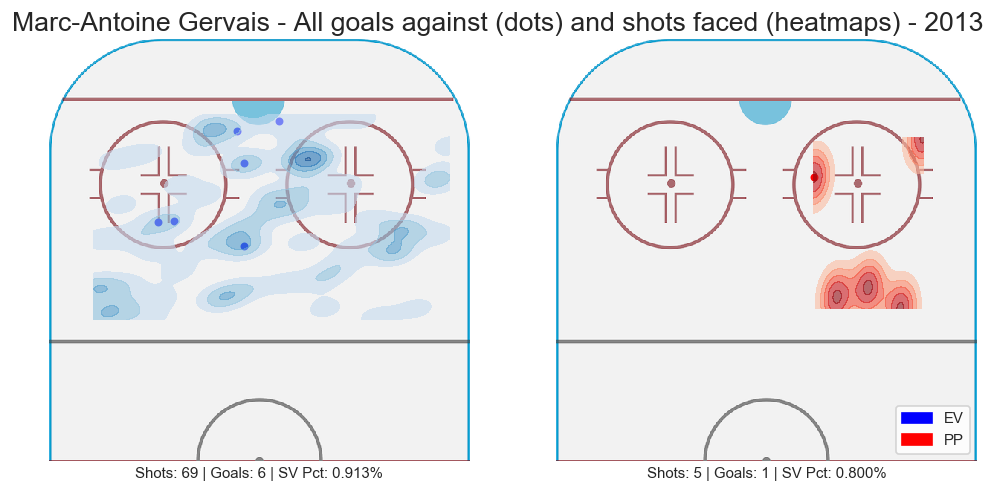 Marc-Antoine Gervais - All goals against (dots) and shots faced (heatmaps) - 2013
EV
PP
Shots: 69 | Goals: 6 | SV Pct: 0.913%
Shots: 5 | Goals: 1 | SV Pct: 0.800%